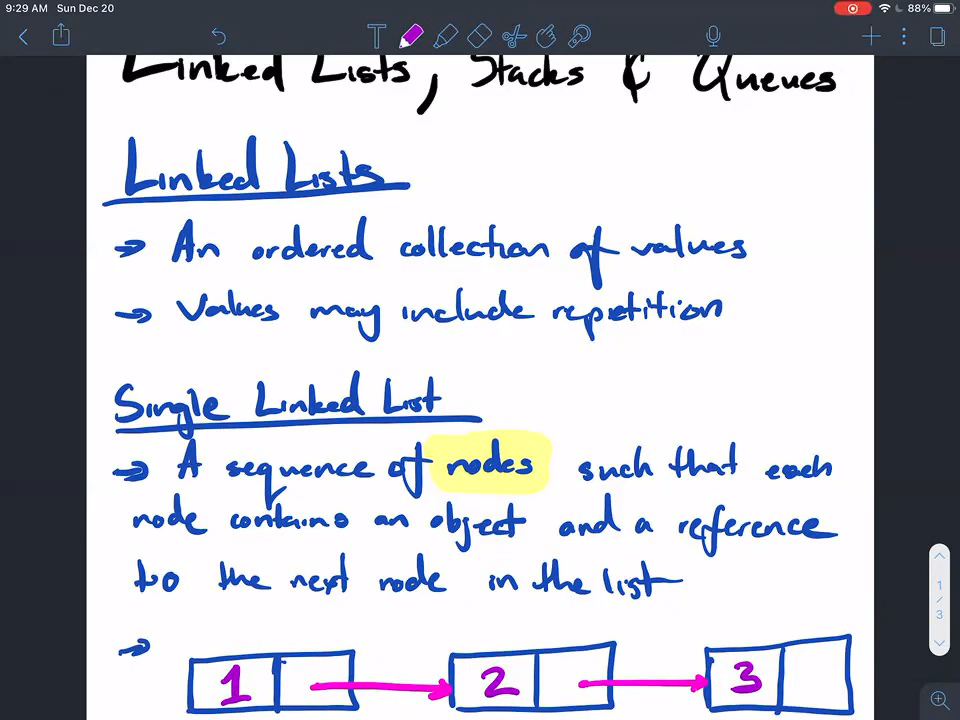 9:29 AM Sun Dec 20 88%
Linked Lists, Stacks & Queues
Linked Lists
→ An ordered collection of values
→ Values may include repetition
Single Linked List
→ A sequence of nodes such that each
node contains an object and a reference
to the next node in the list
→
1 2 3
1
/
3